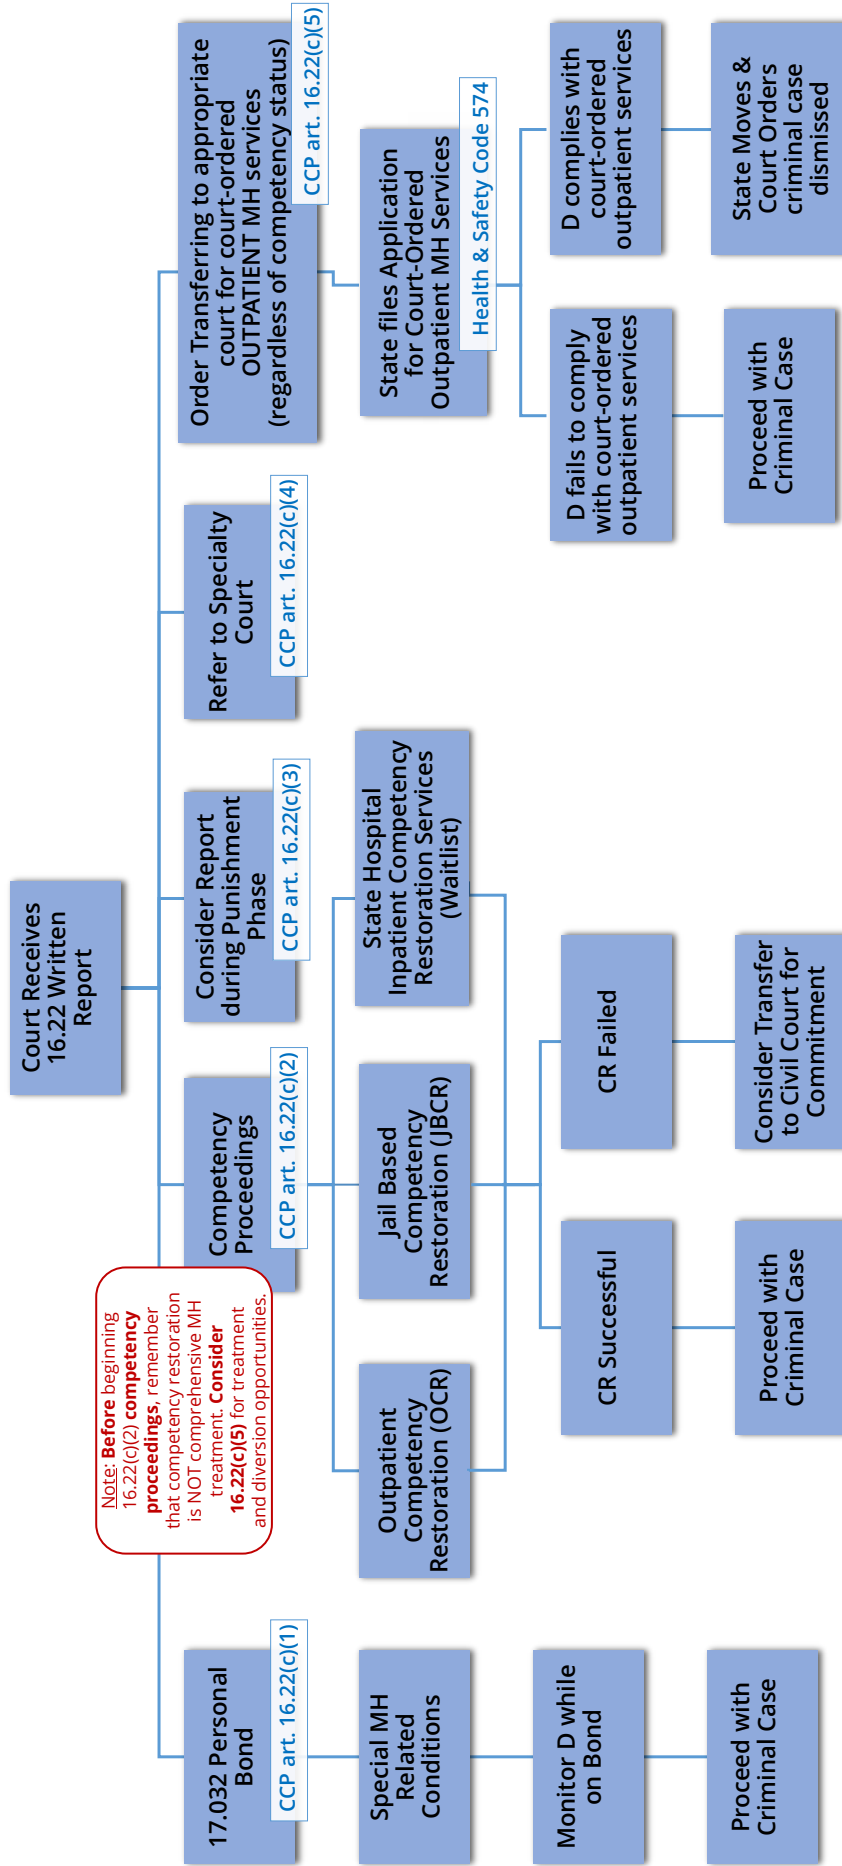 Court Receives
16.22 Written
Report
Note: Before beginning
16.22(c)(2) competency
proceedings, remember
that competency restoration
is NOT comprehensive MH
treatment. Consider
16.22(c)(5) for treatment
and diversion opportunities.
17.032 Personal
Bond
CCP art. 16.22(c)(1)
Special MH
Related
Conditions
Monitor D while
on Bond
Proceed with
Criminal Case
Competency
Proceedings
CCP art. 16.22(c)(2)
Outpatient
Competency
Restoration (OCR)
Jail Based
Competency
Restoration (JBCR)
State Hospital
Inpatient Competency
Restoration Services
(Waitlist)
CR Successful
Proceed with
Criminal Case
CR Failed
Consider Transfer
to Civil Court for
Commitment
Consider Report
during Punishment
Phase
CCP art. 16.22(c)(3)
Refer to Specialty
Court
CCP art. 16.22(c)(4)
Order Transferring to appropriate
court for court-ordered
OUTPATIENT MH services
(regardless of competency status)
CCP art. 16.22(c)(5)
State files Application
for Court-Ordered
Outpatient MH Services
Health & Safety Code 574
D fails to comply
with court-ordered
outpatient services
Proceed with
Criminal Case
D complies with
court-ordered
outpatient services
State Moves &
Court Orders
criminal case
dismissed